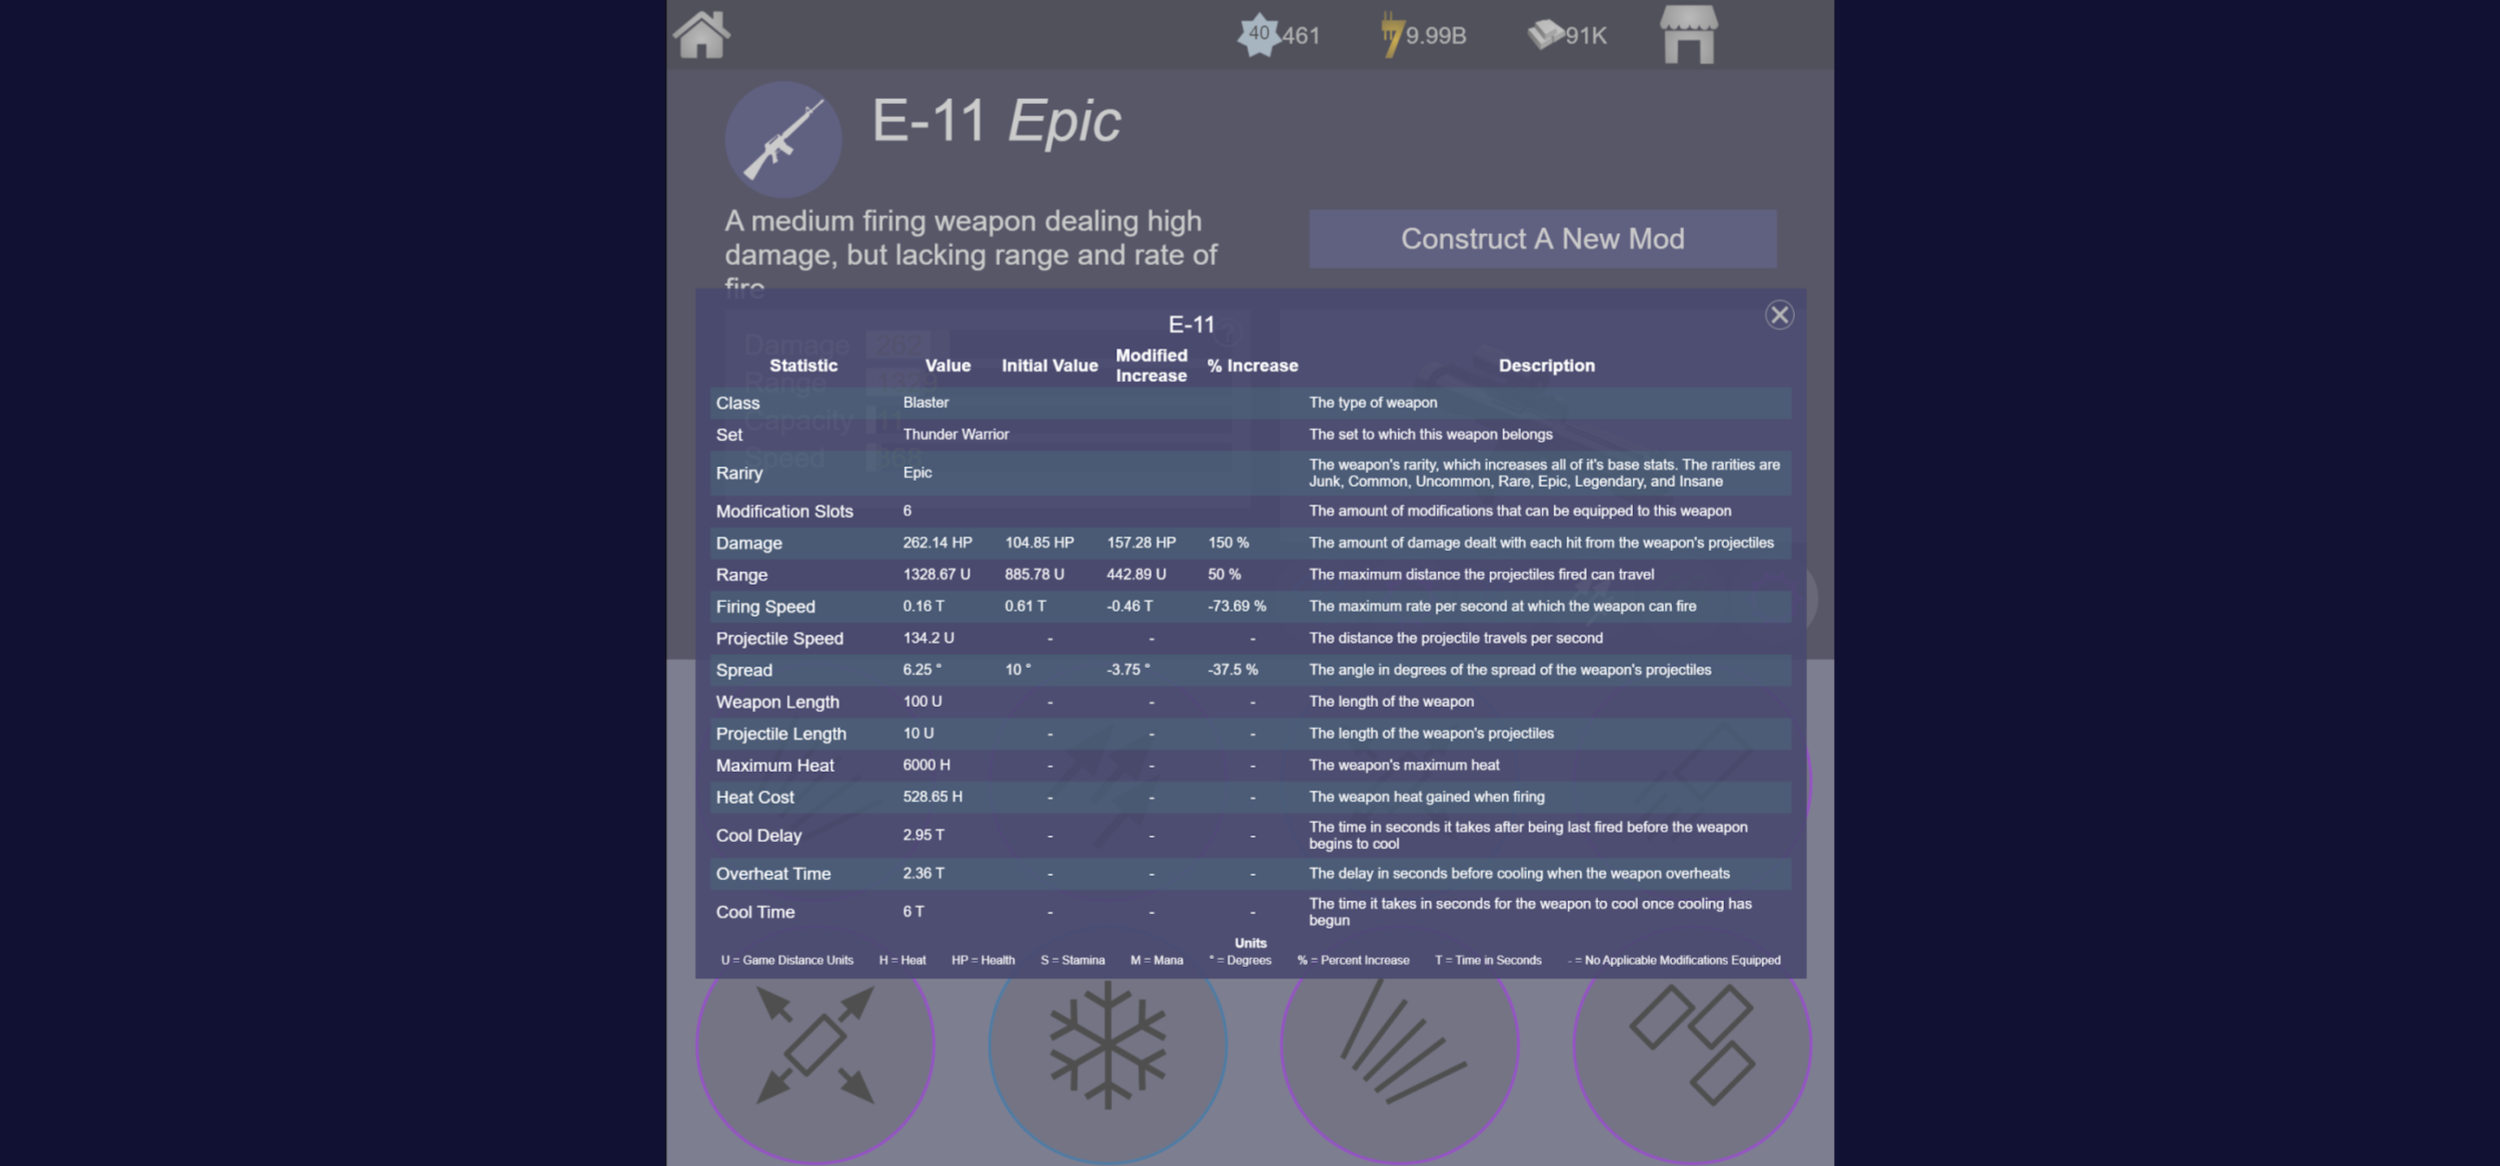 40 461 9.99B 91K
E-11 Epic
A medium firing weapon dealing high
damage, but lacking range and rate of
fire
Construct A New Mod
E-11
Statistic Value Initial Value Modified Increase % Increase Description
Class Blaster The type of weapon
Set Thunder Warrior The set to which this weapon belongs
Rariry Epic The weapon's rarity, which increases all of it's base stats. The rarities are
Junk, Common, Uncommon, Rare, Epic, Legendary, and Insane
Modification Slots 6 The amount of modifications that can be equipped to this weapon
Damage 262.14 HP 104.85 HP 157.28 HP 150 % The amount of damage dealt with each hit from the weapon's projectiles
Range 1328.67 U 885.78 U 442.89 U 50 % The maximum distance the projectiles fired can travel
Firing Speed 0.16 T 0.61 T -0.46 T -73.69 % The maximum rate per second at which the weapon can fire
Projectile Speed 134.2 U - - - The distance the projectile travels per second
Spread 6.25 ° 10 ° -3.75 ° -37.5 % The angle in degrees of the spread of the weapon's projectiles
Weapon Length 100 U - - - The length of the weapon
Projectile Length 10 U - - - The length of the weapon's projectiles
Maximum Heat 6000 H - - - The weapon's maximum heat
Heat Cost 528.65 H - - - The weapon heat gained when firing
Cool Delay 2.95 T - - - The time in seconds it takes after being last fired before the weapon
begins to cool
Overheat Time 2.36 T - - - The delay in seconds before cooling when the weapon overheats
Cool Time 6 T - - - The time it takes in seconds for the weapon to cool once cooling has
begun
Units
U = Game Distance Units H = Heat HP = Health S = Stamina M = Mana ° = Degrees % = Percent Increase T = Time in Seconds - = No Applicable Modifications Equipped
Damage 262
Range
Capacity 11
Speed 368